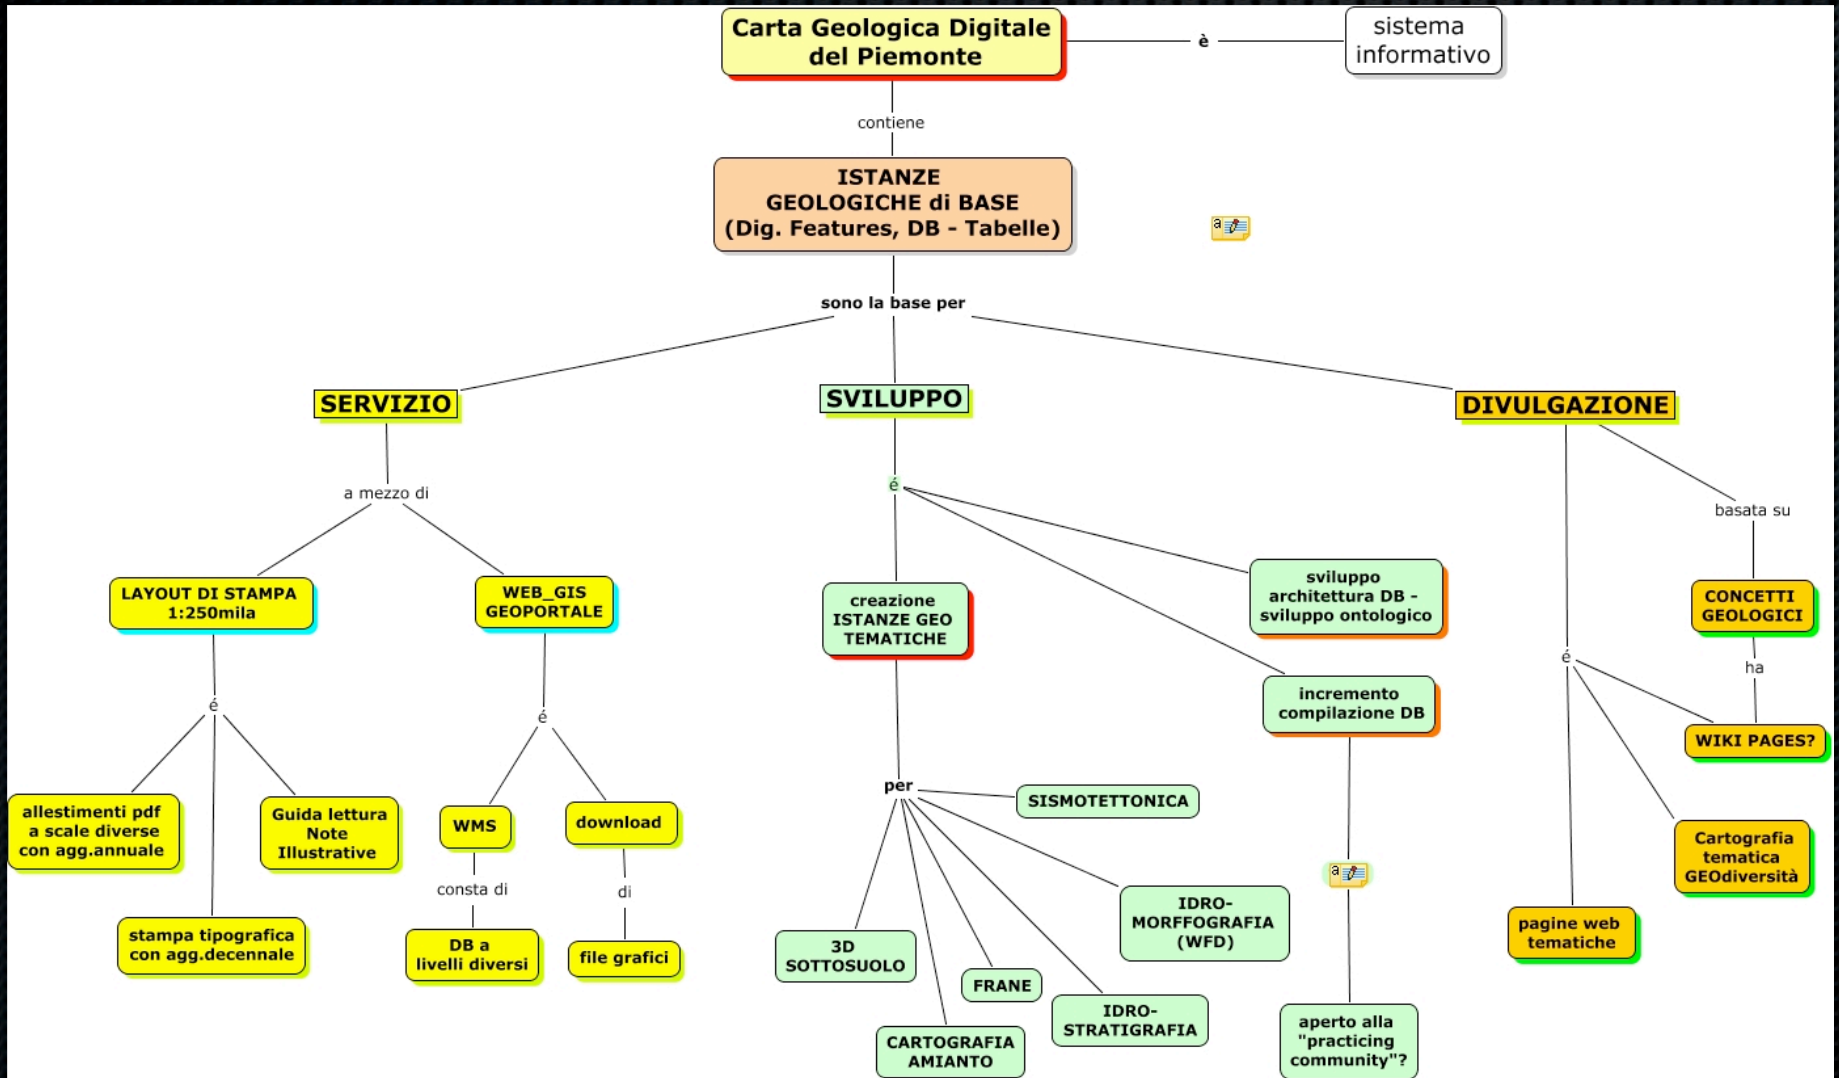 Carta Geologica Digitale
del Piemonte
è
sistema
informativo
contiene
ISTANZE
GEOLOGICHE di BASE
(Dig. Features, DB - Tabelle)
a
sono la base per
SERVIZIO
SVILUPPO
DIVULGAZIONE
a mezzo di
é
basata su
LAYOUT DI STAMPA
1:250mila
WEB_GIS
GEOPORTALE
creazione
ISTANZE GEO
TEMATICHE
sviluppo
architettura DB -
sviluppo ontologico
CONCETTI
GEOLOGICI
é
ha
incremento
compilazione DB
é
é
WIKI PAGES?
per
SISMOTETTONICA
allestimenti pdf
a scale diverse
con agg.annuale
Guida lettura
Note
Illustrative
WMS
download
a
Cartografia
tematica
GEOdiversità
consta di
di
IDRO-
MORFFOGRAFIA
(WFD)
stampa tipografica
con agg.decennale
DB a
livelli diversi
file grafici
3D
SOTTOSUOLO
FRANE
pagine web
tematiche
IDRO-
STRATIGRAFIA
CARTOGRAFIA
AMIANTO
aperto alla
"practicing
community"?